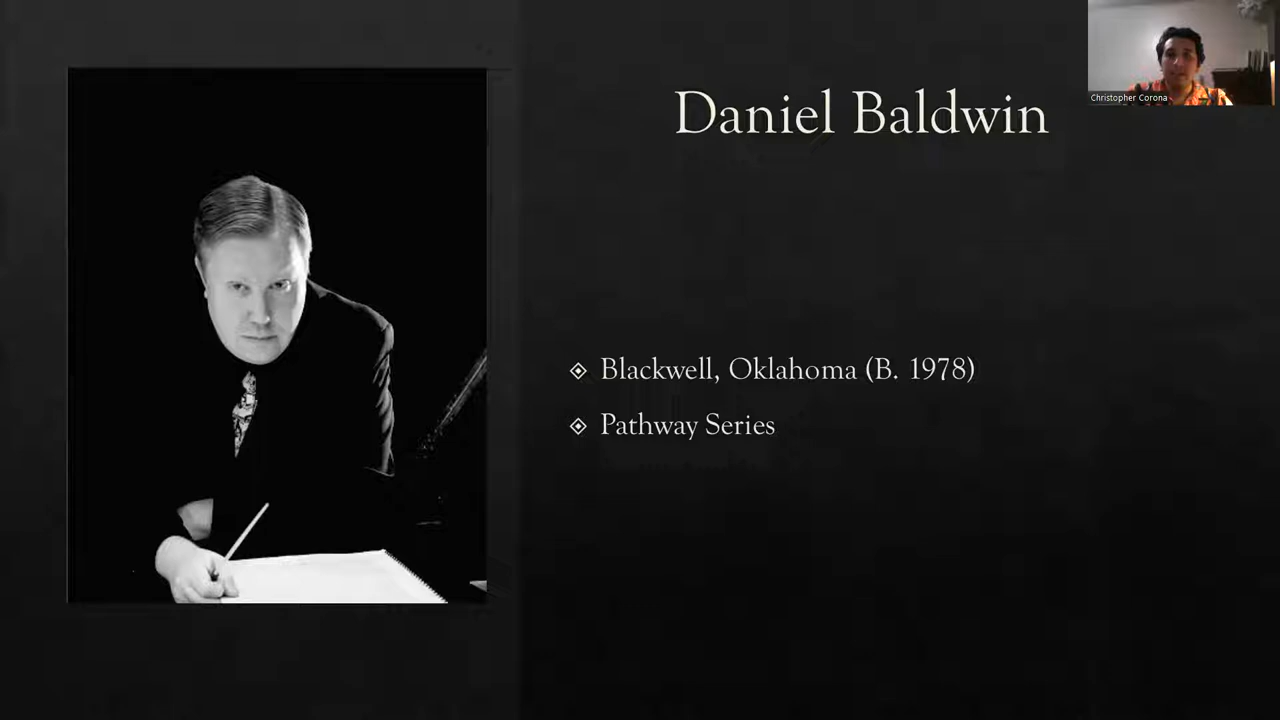 Christopher Corona
Daniel Baldwin
Blackwell, Oklahoma (B. 1978)
Pathway Series